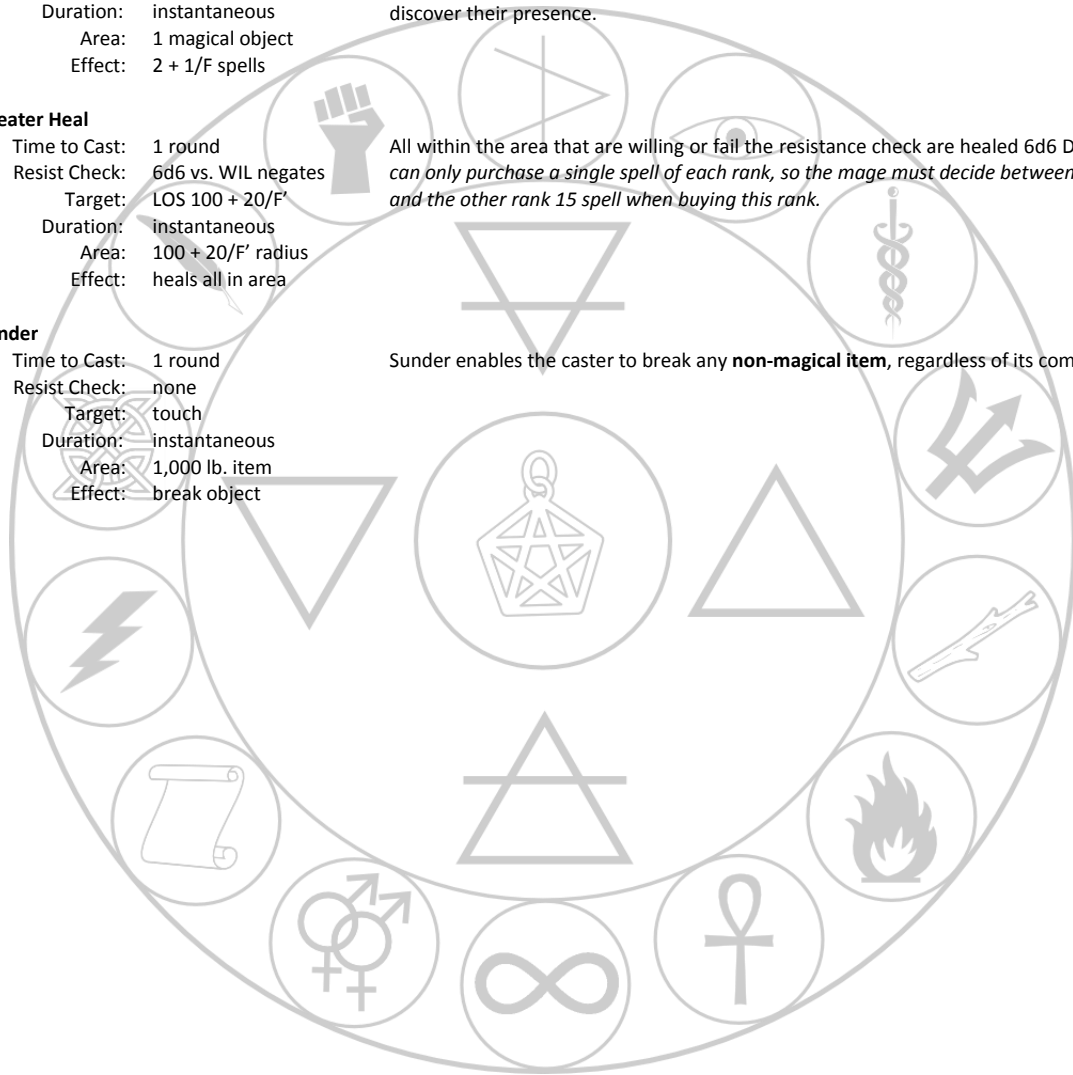 Duration: instantaneous discover their presence.
Area: 1 magical object
Effect: 2 + 1/F spells
eater Heal
Time to Cast: 1 round All within the area that are willing or fail the resistance check are healed 6d6 D
Resist Check: 6d6 vs. WIL negates can only purchase a single spell of each rank, so the mage must decide between
Target: LOS 100 + 20/F’ and the other rank 15 spell when buying this rank.
Duration: instantaneous
Area: 100 + 20/F’ radius
Effect: heals all in area
nder
Time to Cast: 1 round Sunder enables the caster to break any non-magical item, regardless of its com
Resist Check: none
Target: touch
Duration: instantaneous
Area: 1,000 lb. item
Effect: break object